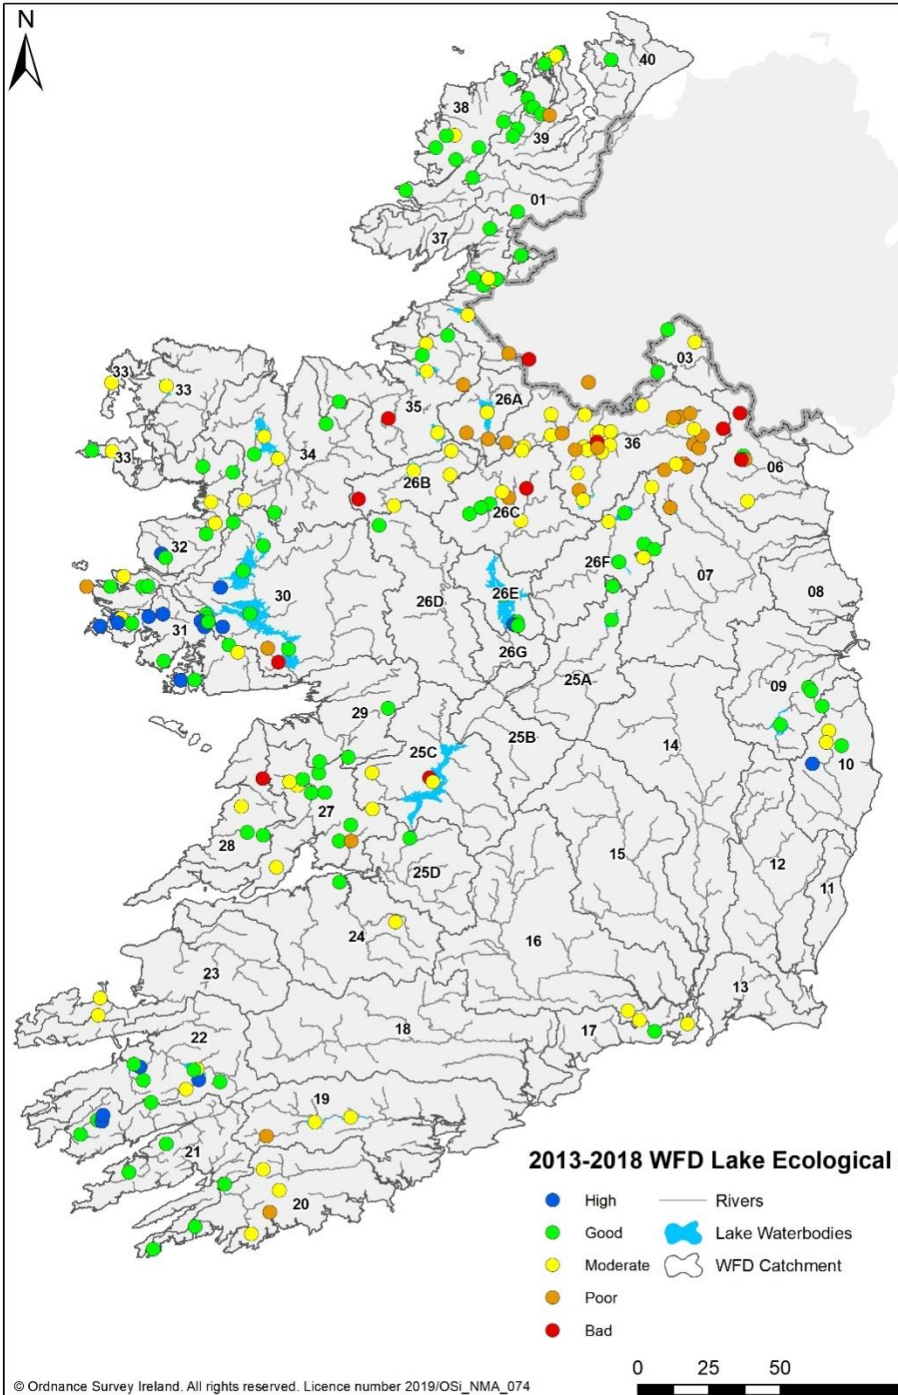 N
40
38
39
01
37
03
33
33
35
26A
36
34
33
06
26B
26C
32
07
26F
30
26E
08
26D
31
26G
25A
09
29
25B
14
25C
10
27
28
15
12
25D
11
24
16
23
13
18
17
22
19
21
20
2013-2018 WFD Lake Ecological
High
Rivers
Good
Lake Waterbodies
Moderate
WFD Catchment
Poor
Bad
0 25 50
© Ordnance Survey Ireland. All rights reserved. Licence number 2019/OSi_NMA_074